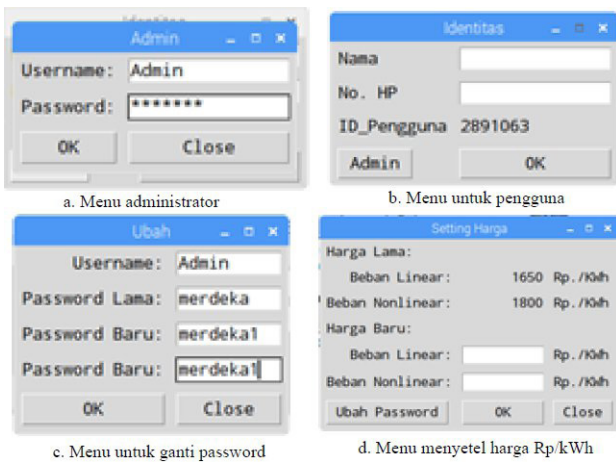 Admin
Username: Admin
Password: *******
OK Close
a. Menu administrator
Identitas
Nama
No. HP
ID_Pengguna 2891063
Admin OK
b. Menu untuk pengguna
Ubah
Username: Admin
Password Lama: merdeka
Password Baru: merdeka1
Password Baru: merdeka1
OK Close
c. Menu untuk ganti password
Setting Harga
Harga Lama:
Beban Linear: 1650 Rp./KWh
Beban Nonlinear: 1800 Rp./KWh
Harga Baru:
Beban Linear: Rp./KWh
Beban Nonlinear: Rp./KWh
Ubah Password OK Close
d. Menu menyetel harga Rp/kWh